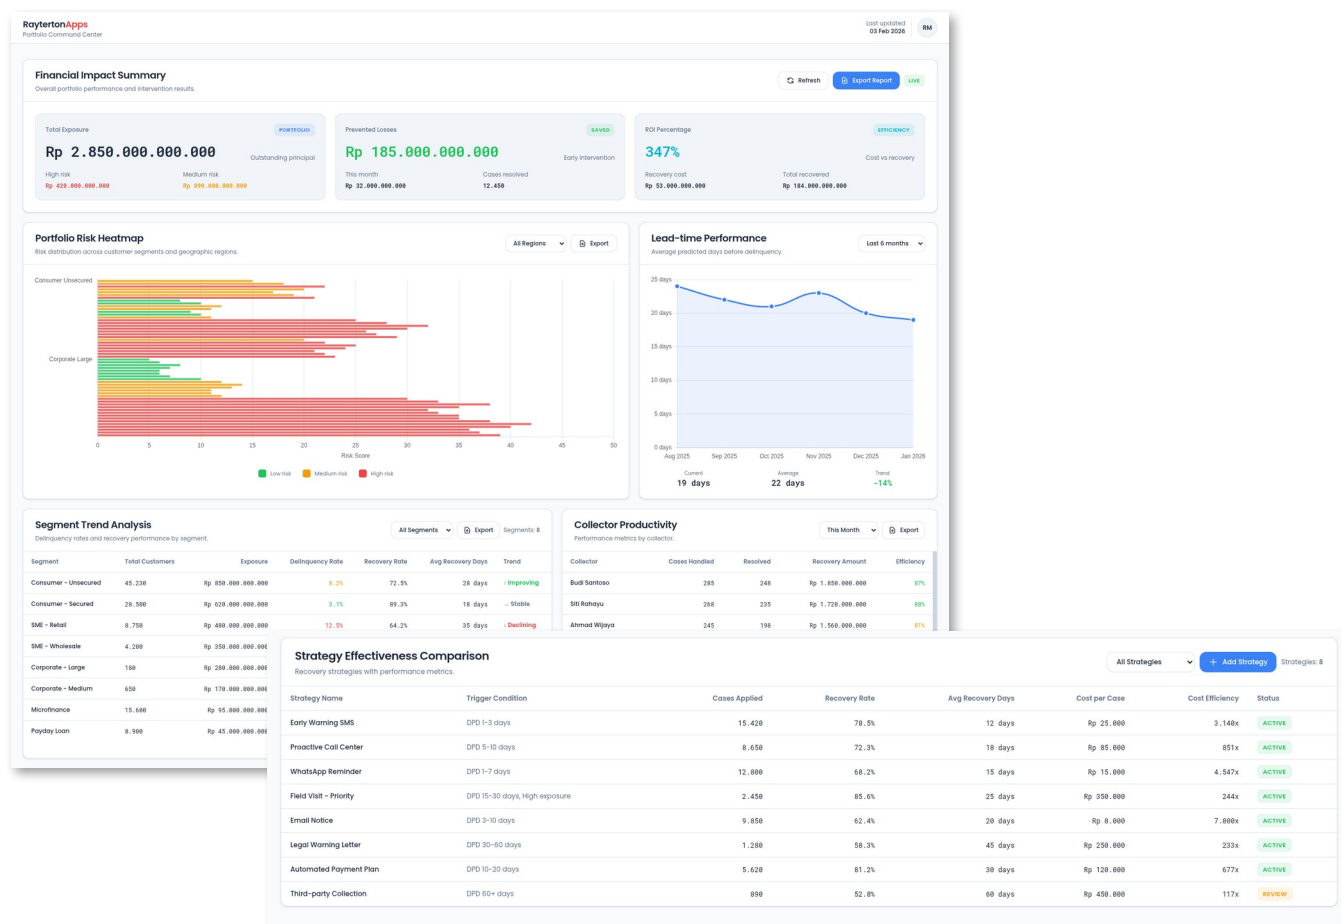 RaytertonApps
Portfolio Command Center
Last updated
03 Feb 2026
RM
Financial Impact Summary
Overall portfolio performance and intervention results.
Refresh
Export Report
LIVE
Total Exposure
PORTFOLIO
Rp 2.850.000.000.000
Outstanding principal
High risk
Medium risk
Rp 420.000.000.000
Rp 890.000.000.000
Prevented Losses
SAVED
Rp 185.000.000.000
Early intervention
This month
Cases resolved
Rp 32.000.000.000
12.450
ROI Percentage
EFFICIENCY
347%
Cost vs recovery
Recovery cost
Total recovered
Rp 53.000.000.000
Rp 184.000.000.000
Portfolio Risk Heatmap
Risk distribution across customer segments and geographic regions.
All Regions
Export
Consumer Unsecured
Corporate Large
0 5 10 15 20 25 30 35 40 45 50
Risk Score
Low risk Medium risk High risk
Lead-time Performance
Average predicted days before delinquency.
Last 6 months
25 days
20 days
15 days
10 days
5 days
0 days
Aug 2025 Sep 2025 Oct 2025 Nov 2025 Dec 2025 Jan 2026
Current Average Trend
19 days 22 days -14%
Segment Trend Analysis
Delinquency rates and recovery performance by segment.
All Segments
Export
Segments: 8
Segment Total Customers Exposure Delinquency Rate Recovery Rate Avg Recovery Days Trend
Consumer - Unsecured 45.230 Rp 850.000.000.000 8.2% 72.5% 28 days ↑ Improving
Consumer - Secured 28.500 Rp 620.000.000.000 3.1% 89.3% 18 days → Stable
SME - Retail 8.750 Rp 480.000.000.000 12.5% 64.2% 35 days ↓ Declining
SME - Wholesale 4.200 Rp 350.000.000.000
Corporate - Large 180 Rp 280.000.000.000
Corporate - Medium 650 Rp 170.000.000.000
Microfinance 15.600 Rp 95.000.000.000
Payday Loan 8.900 Rp 45.000.000.000
Collector Productivity
Performance metrics by collector.
This Month
Export
Collector Cases Handled Resolved Recovery Amount Efficiency
Budi Santoso 285 248 Rp 1.850.000.000 87%
Siti Rahayu 268 235 Rp 1.720.000.000 88%
Ahmad Wijaya 245 198 Rp 1.560.000.000 81%
Strategy Effectiveness Comparison
Recovery strategies with performance metrics.
All Strategies
+ Add Strategy
Strategies: 8
Strategy Name Trigger Condition Cases Applied Recovery Rate Avg Recovery Days Cost per Case Cost Efficiency Status
Early Warning SMS DPD 1-3 days 15.420 78.5% 12 days Rp 25.000 3.140x ACTIVE
Proactive Call Center DPD 5-10 days 8.650 72.3% 18 days Rp 85.000 851x ACTIVE
WhatsApp Reminder DPD 1-7 days 12.800 68.2% 15 days Rp 15.000 4.547x ACTIVE
Field Visit - Priority DPD 15-30 days, High exposure 2.450 85.6% 25 days Rp 350.000 244x ACTIVE
Email Notice DPD 3-10 days 9.850 62.4% 20 days Rp 8.000 7.800x ACTIVE
Legal Warning Letter DPD 30-60 days 1.280 58.3% 45 days Rp 250.000 233x ACTIVE
Automated Payment Plan DPD 10-20 days 5.620 81.2% 30 days Rp 120.000 677x ACTIVE
Third-party Collection DPD 60+ days 890 52.8% 60 days Rp 450.000 117x REVIEW